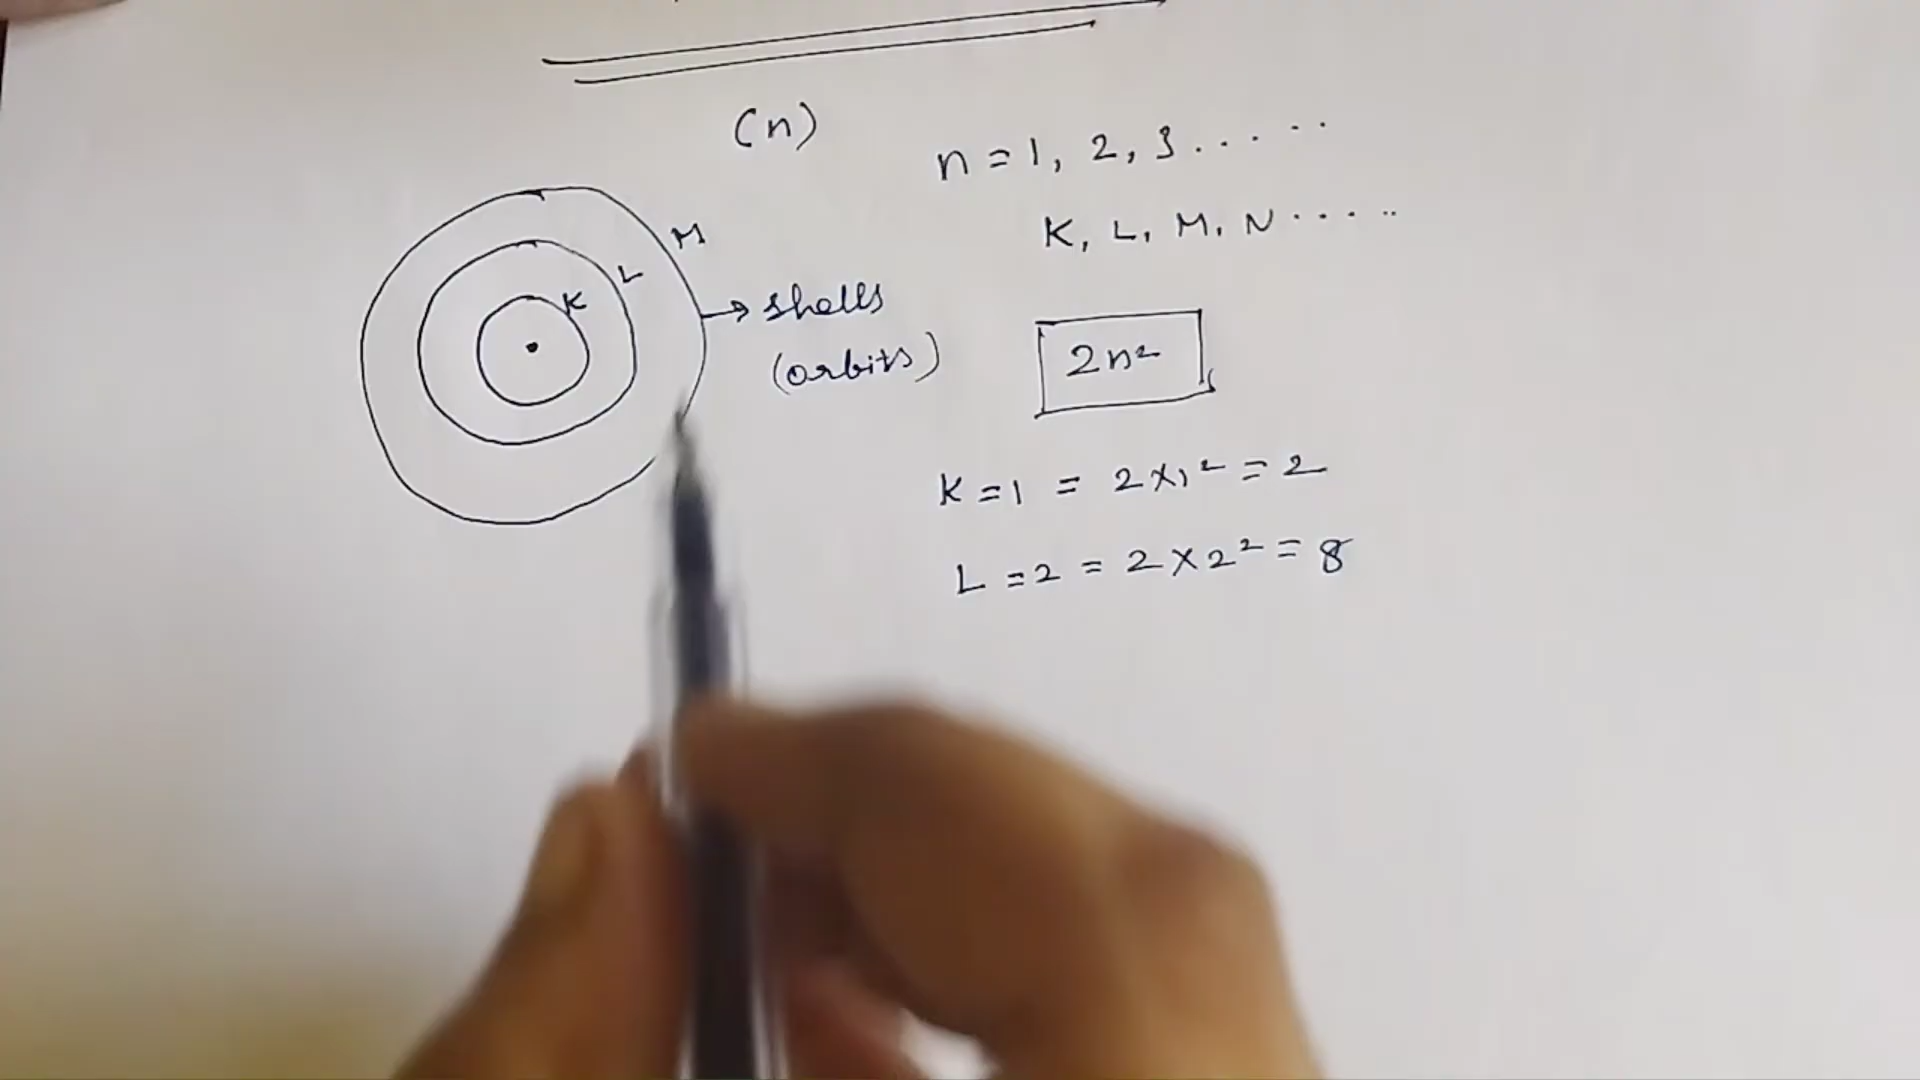 (n)
n = 1, 2, 3 . . . . . .
K, L, M, N . . . . . .
M
L
K
→ shells
(orbits)
2n²
K = 1 = 2 × 1² = 2
L = 2 = 2 × 2² = 8